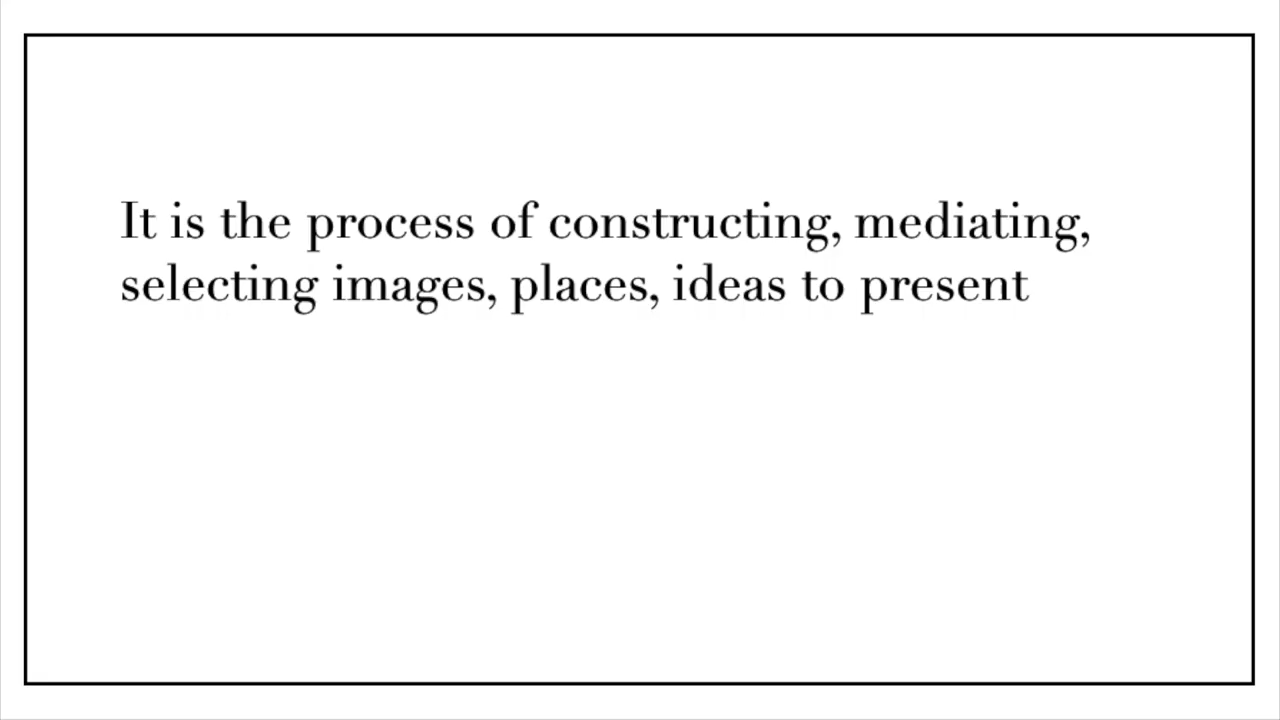 It is the process of constructing, mediating,
selecting images, places, ideas to present